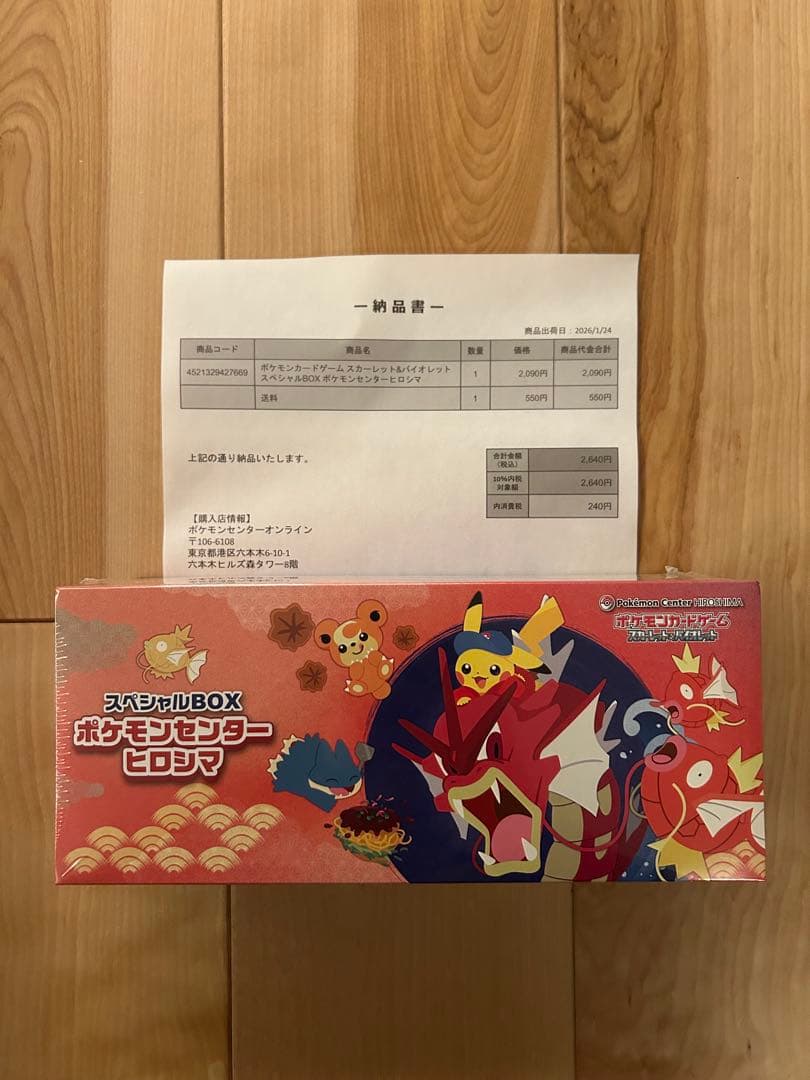 ー納品書ー
商品出荷日：2026/1/24
商品コード 商品名 数量 価格 商品代金合計
4521329427669 ポケモンカードゲーム スカーレット&バイオレット スペシャルBOX ポケモンセンターヒロシマ 1 2,090円 2,090円
送料 1 550円 550円
上記の通り納品いたします。
合計金額（税込） 2,640円
10%内税対象額 2,640円
内消費税 240円
【購入店情報】
ポケモンセンターオンライン
〒106-6108
東京都港区六本木6-10-1
六本木ヒルズ森タワー8階
Pokémon Center HIROSHIMA
ポケモンカードゲーム
スカーレット&バイオレット
スペシャルBOX
ポケモンセンター
ヒロシマ